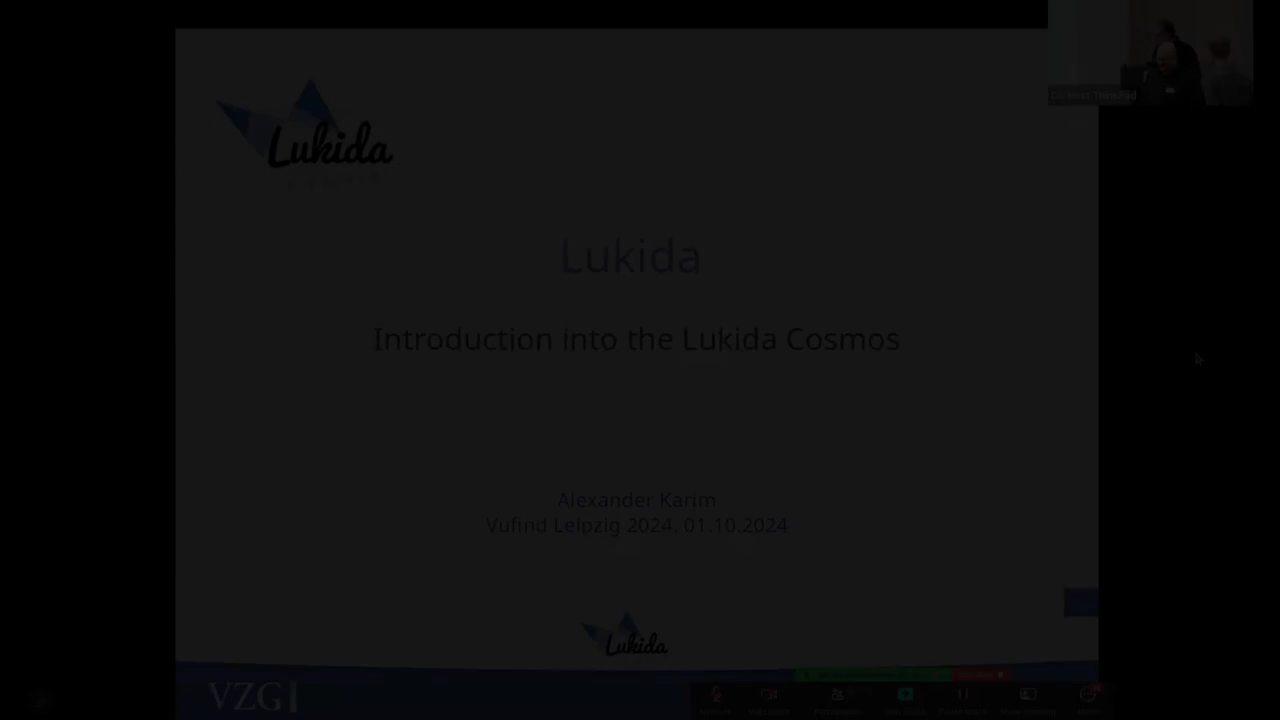 Lukida
Lukida
Introduction into the Lukida Cosmos
Alexander Karim
Vufind Leipzig 2024, 01.10.2024
Lukida
VZG